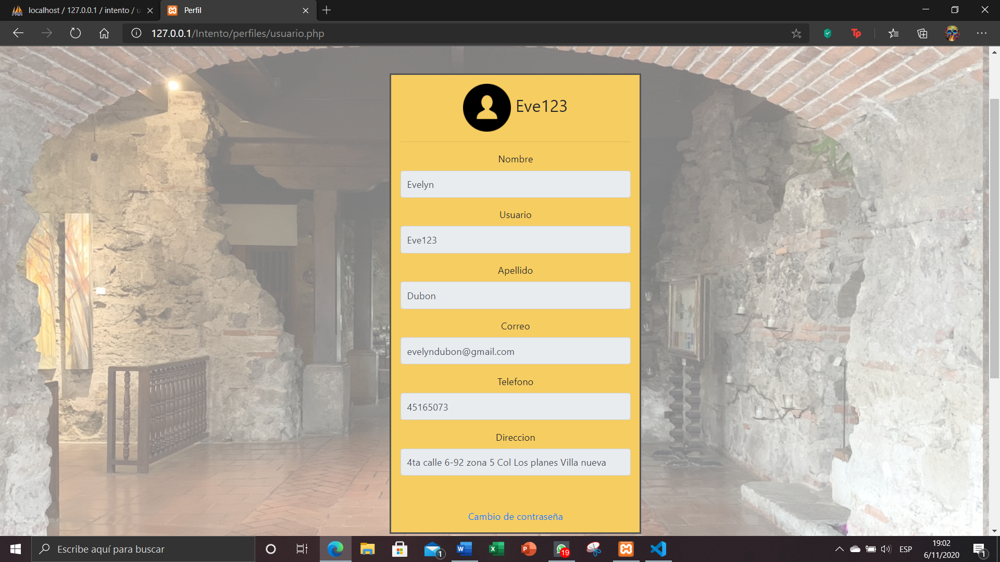 localhost / 127.0.0.1 / intento / u
Perfil
127.0.0.1/Intento/perfiles/usuario.php
Tp
Eve123
Nombre
Evelyn
Usuario
Eve123
Apellido
Dubon
Correo
evelyndubon@gmail.com
Telefono
45165073
Direccion
4ta calle 6-92 zona 5 Col Los planes Villa nueva
Cambio de contraseña
Escribe aquí para buscar
1
19
ESP
19:02
6/11/2020
1